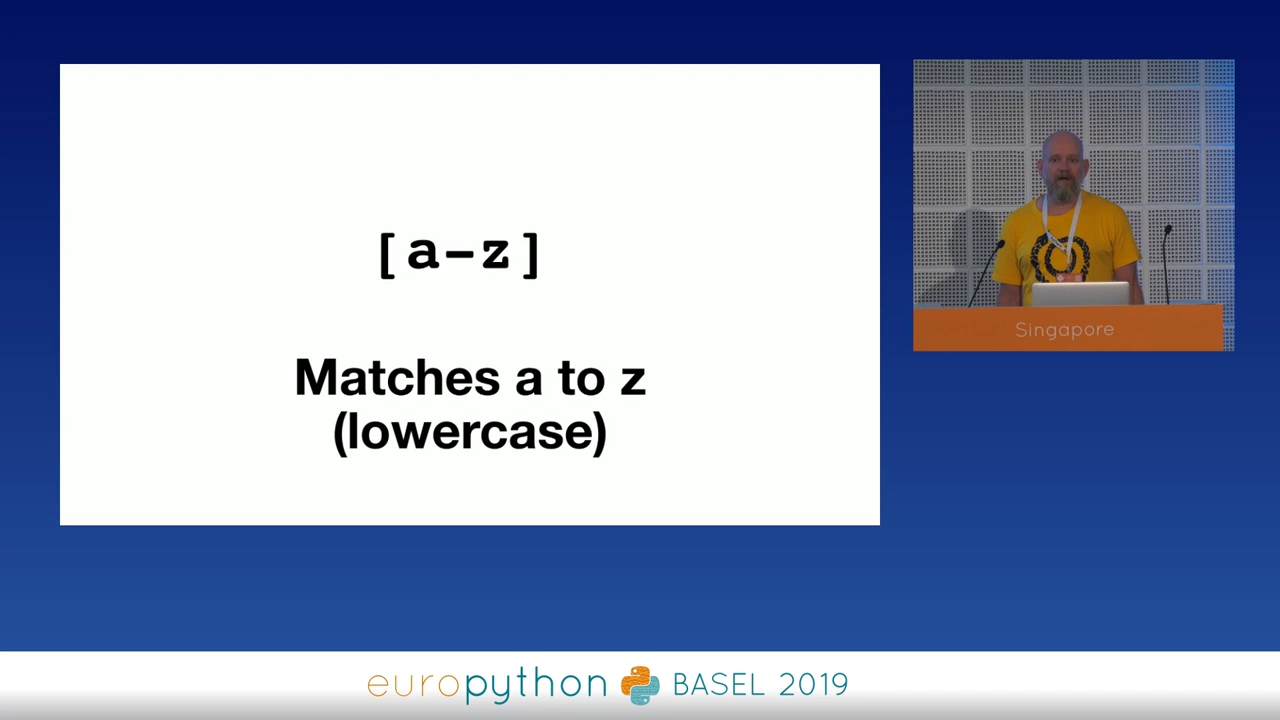 [a-z]
Matches a to z
(lowercase)
Singapore
europython BASEL 2019